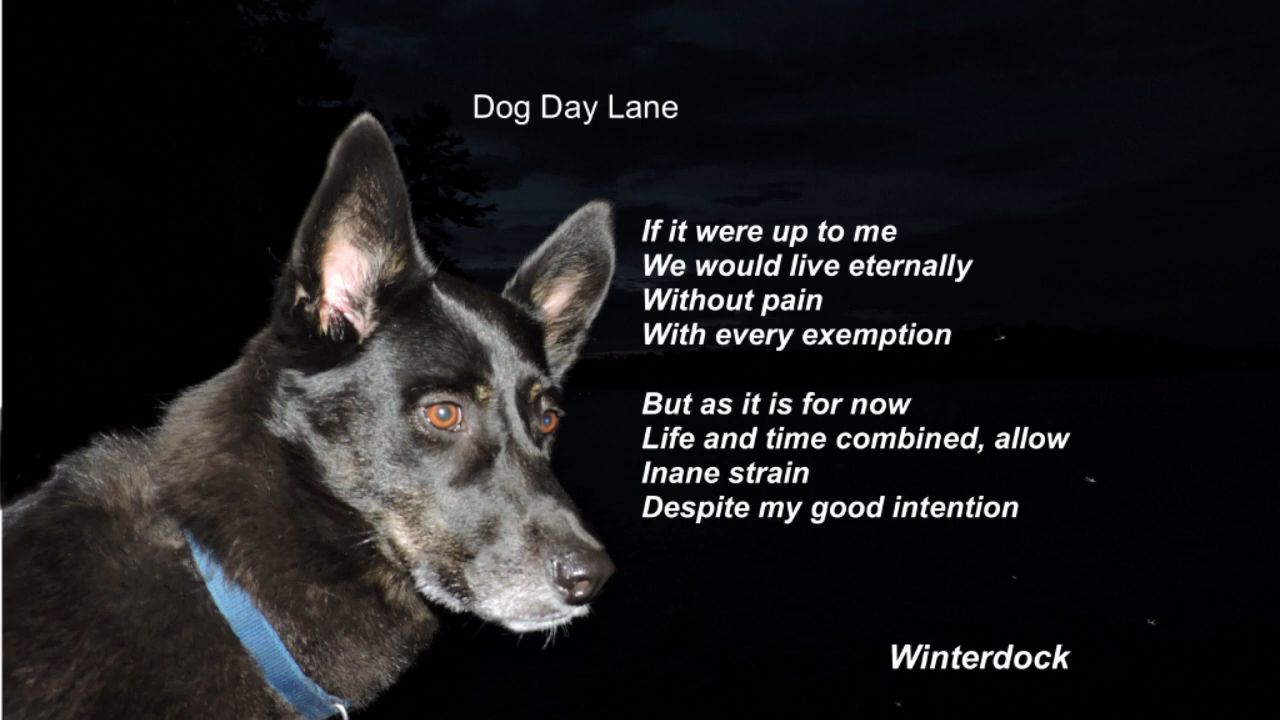 Dog Day Lane
If it were up to me
We would live eternally
Without pain
With every exemption
But as it is for now
Life and time combined, allow
Inane strain
Despite my good intention
Winterdock